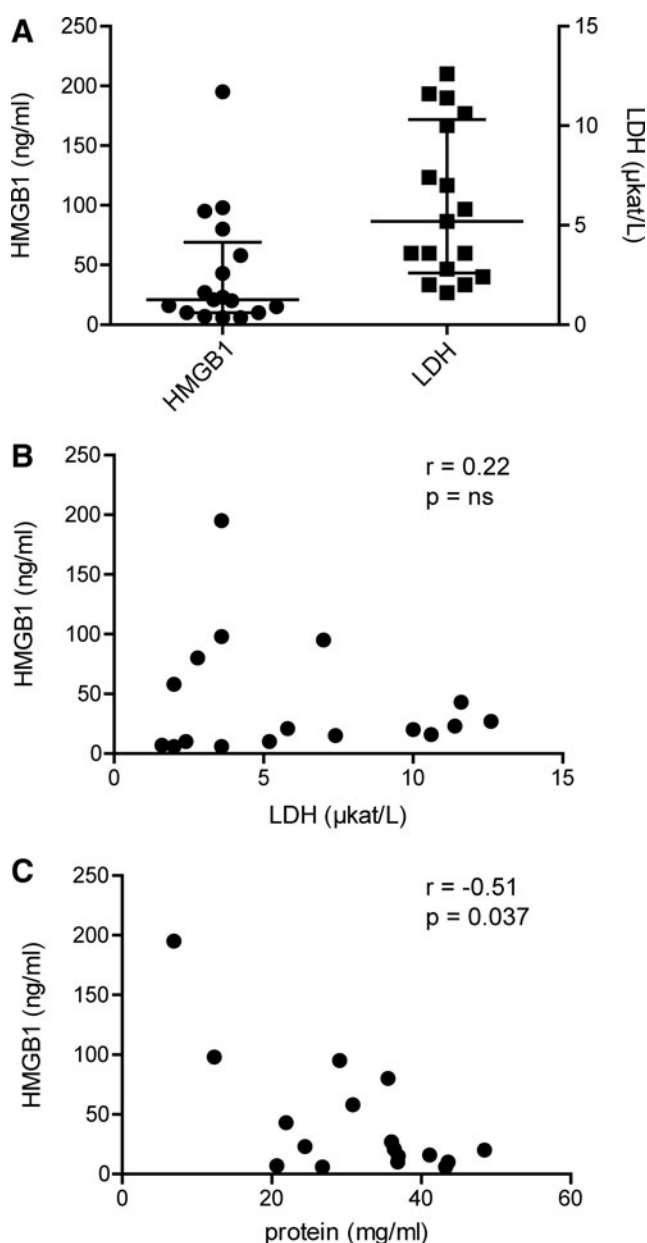 A
250
200
150
100
50
0
HMGB1 (ng/ml)
15
10
5
0
LDH (µkat/L)
HMGB1
LDH
B
250
200
150
100
50
0
HMGB1 (ng/ml)
r = 0.22
p = ns
0 5 10 15
LDH (µkat/L)
C
250
200
150
100
50
0
HMGB1 (ng/ml)
r = -0.51
p = 0.037
0 20 40 60
protein (mg/ml)